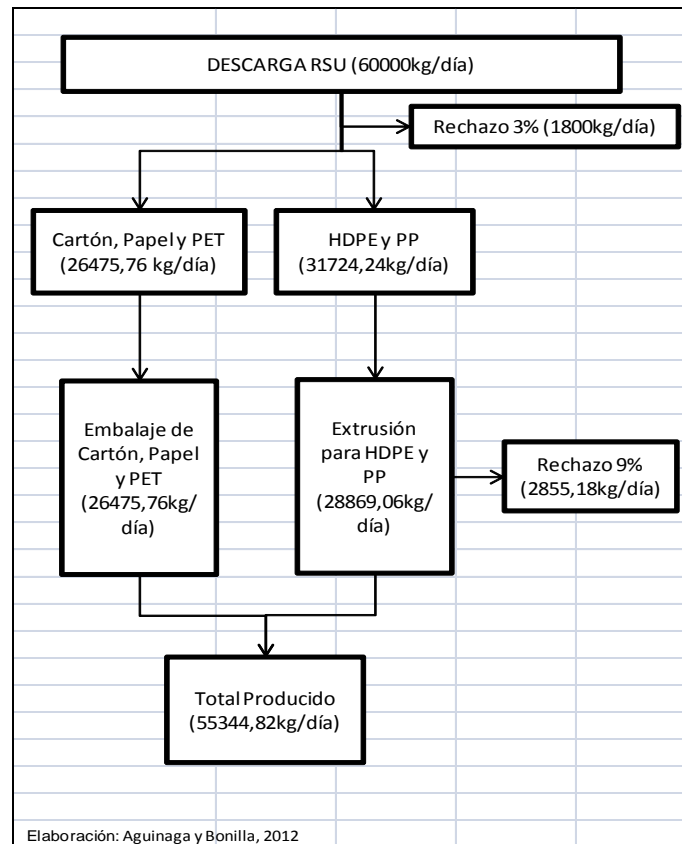 DESCARGA RSU (60000kg/día)
Rechazo 3% (1800kg/día)
Cartón, Papel y PET
(26475,76 kg/día)
HDPE y PP
(31724,24kg/día)
Embalaje de
Cartón, Papel
y PET
(26475,76kg/
día)
Extrusión
para HDPE y
PP
(28869,06kg/
día)
Rechazo 9%
(2855,18kg/día)
Total Producido
(55344,82kg/día)
Elaboración: Aguinaga y Bonilla, 2012